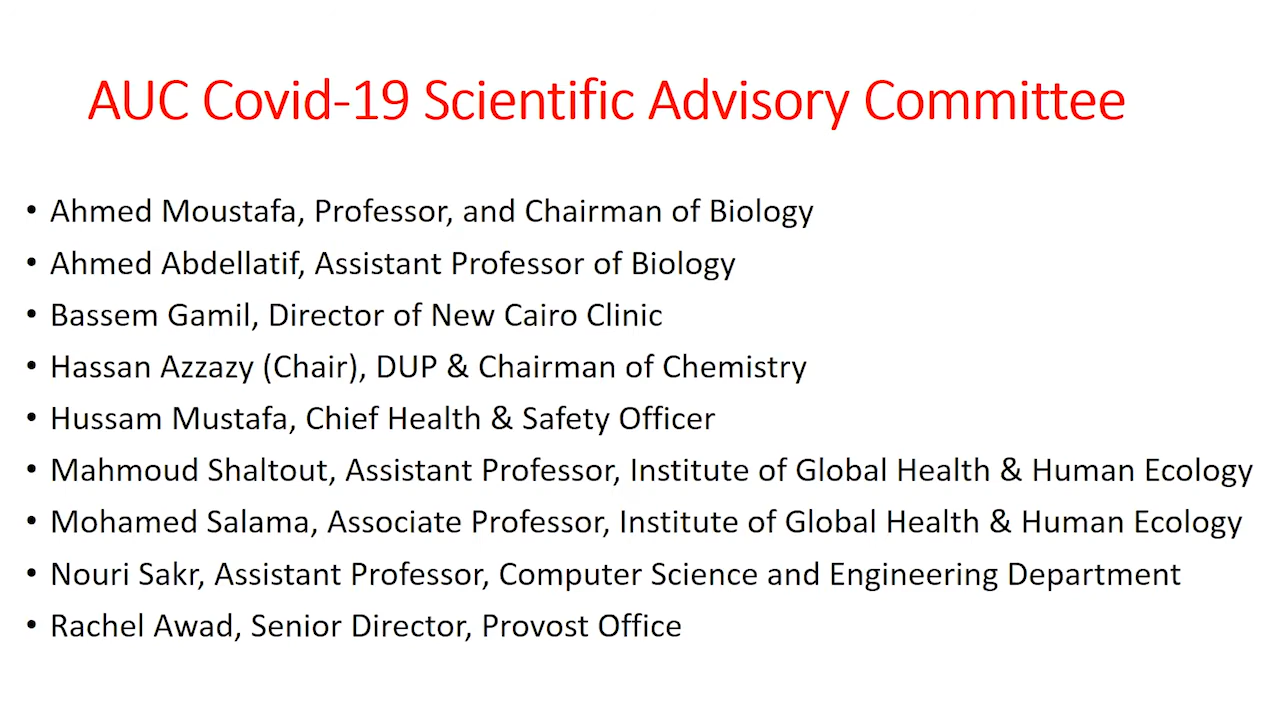 AUC Covid-19 Scientific Advisory Committee
• Ahmed Moustafa, Professor, and Chairman of Biology
• Ahmed Abdellatif, Assistant Professor of Biology
• Bassem Gamil, Director of New Cairo Clinic
• Hassan Azzazy (Chair), DUP & Chairman of Chemistry
• Hussam Mustafa, Chief Health & Safety Officer
• Mahmoud Shaltout, Assistant Professor, Institute of Global Health & Human Ecology
• Mohamed Salama, Associate Professor, Institute of Global Health & Human Ecology
• Nouri Sakr, Assistant Professor, Computer Science and Engineering Department
• Rachel Awad, Senior Director, Provost Office